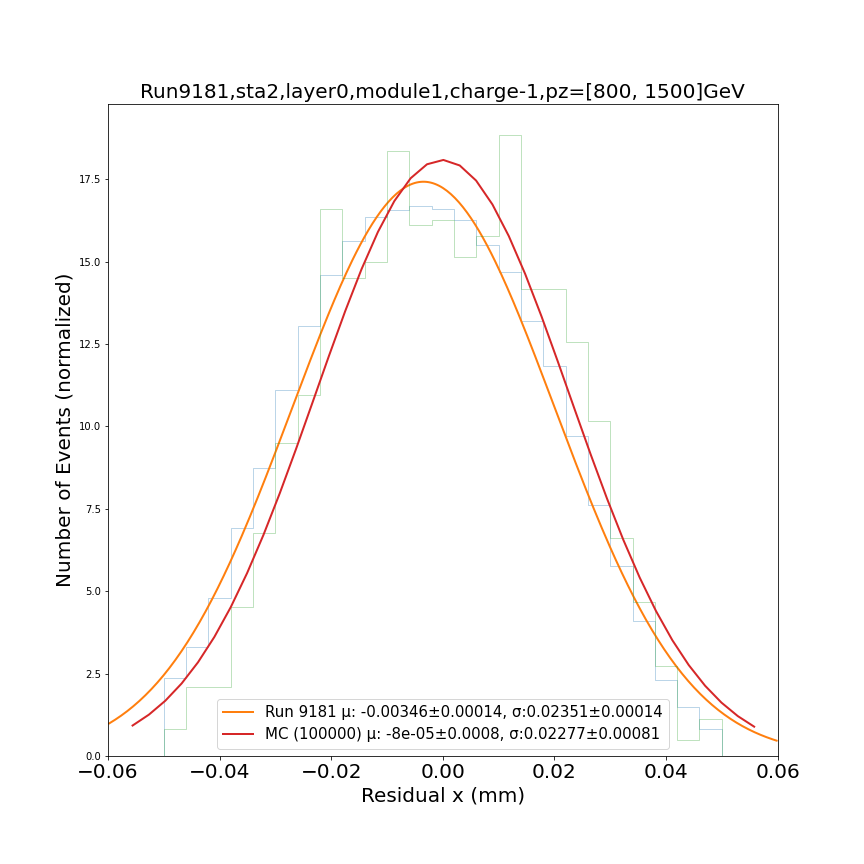 Run9181,sta2,layer0,module1,charge-1,pz=[800, 1500]GeV
Number of Events (normalized)
17.5
15.0
12.5
10.0
7.5
5.0
2.5
0.0
Run 9181 μ: -0.00346±0.00014, σ:0.02351±0.00014
MC (100000) μ: -8e-05±0.0008, σ:0.02277±0.00081
−0.06 −0.04 −0.02 0.00 0.02 0.04 0.06
Residual x (mm)